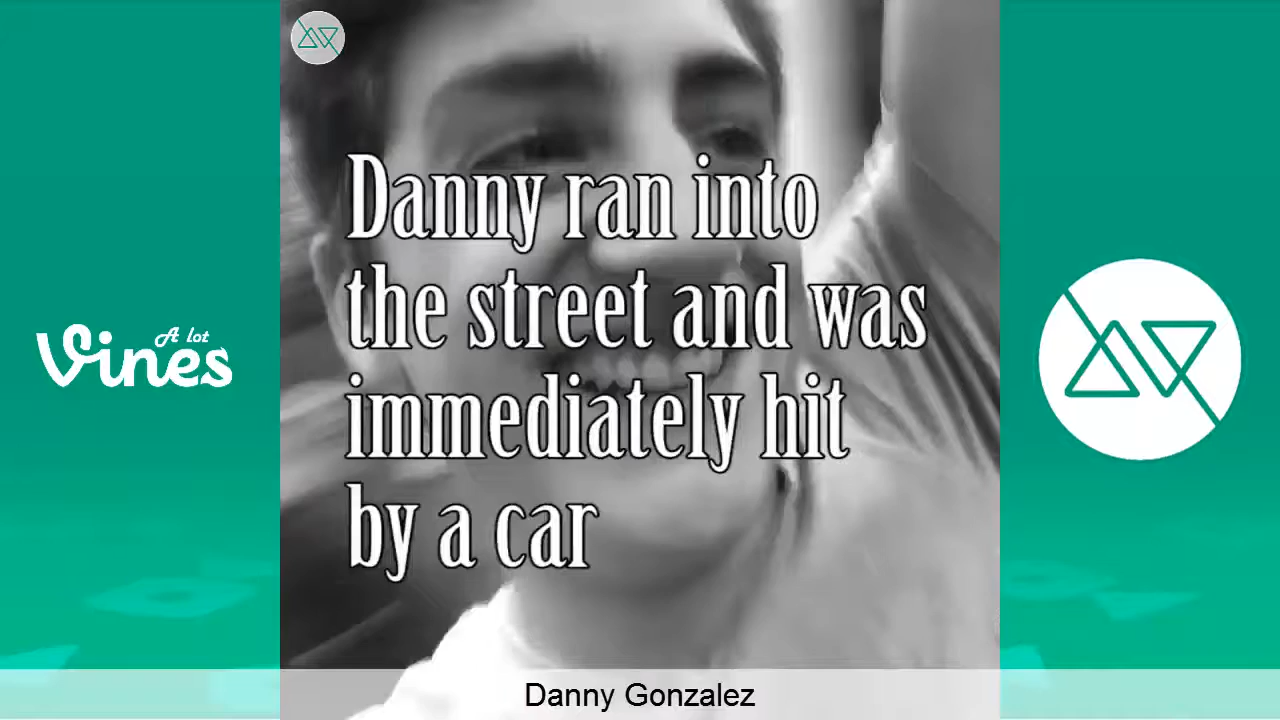 Danny ran into
the street and was
immediately hit
by a car
A lot
Vines
Danny Gonzalez